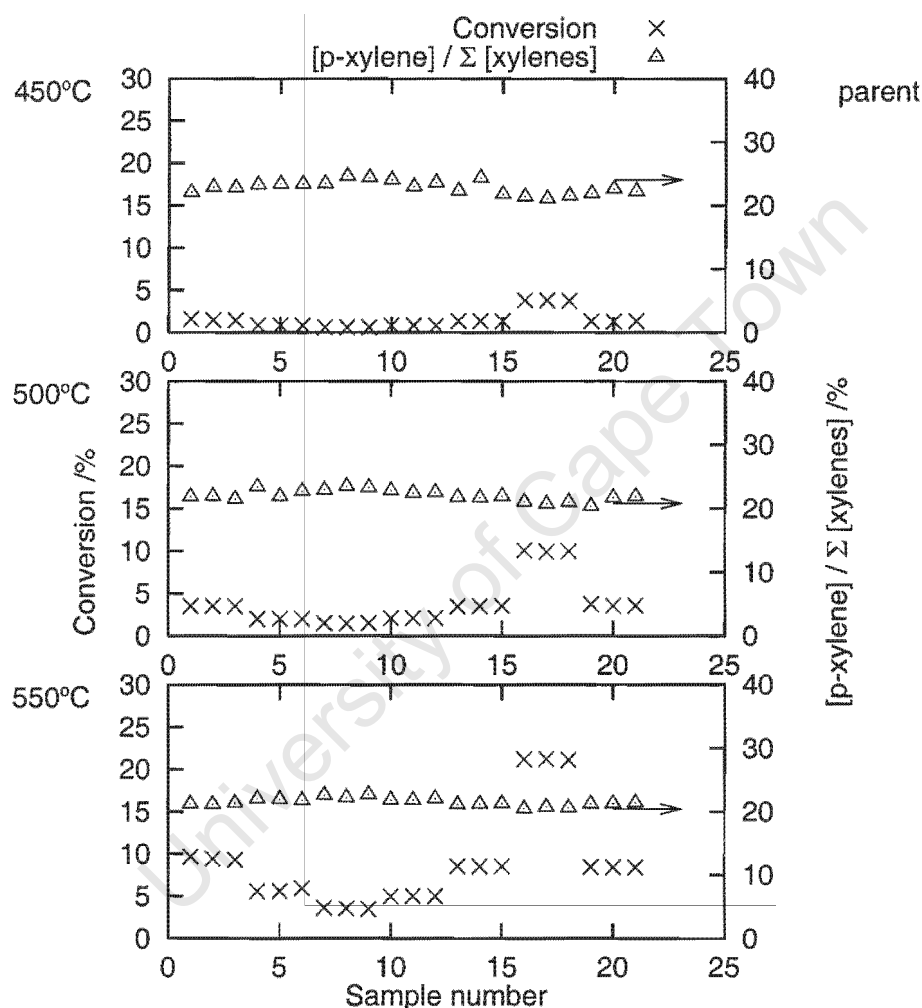 Conversion
[p-xylene] / Σ [xylenes]
450°C
parent
30
25
20
15
10
5
0
40
30
20
10
0
0 5 10 15 20 25
500°C
30
25
20
15
10
5
0
40
30
20
10
0
0 5 10 15 20 25
Conversion /%
[p-xylene] / Σ [xylenes] /%
550°C
30
25
20
15
10
5
0
40
30
20
10
0
0 5 10 15 20 25
Sample number
University of Cape Town